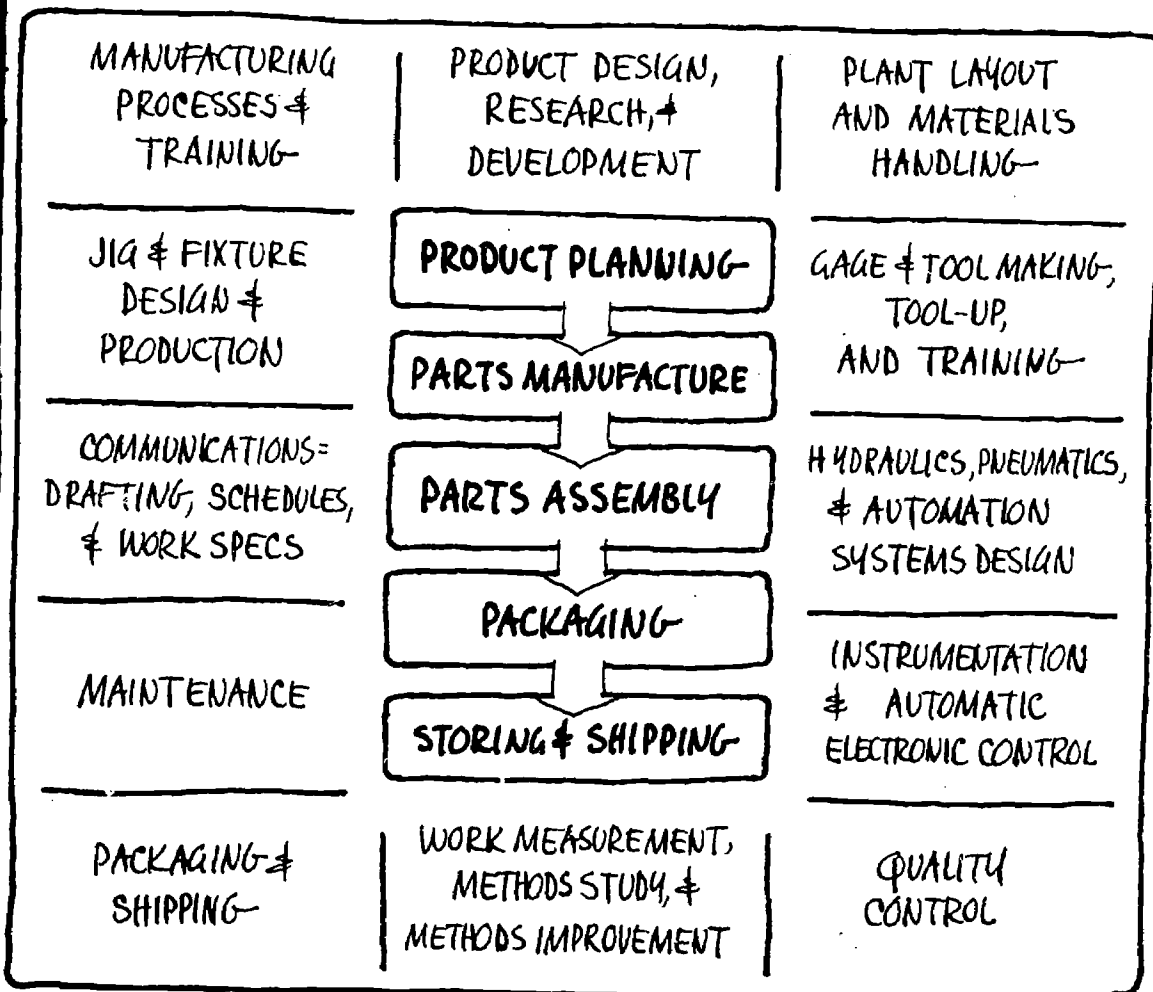 MANUFACTURING
PROCESSES &
TRAINING
PRODUCT DESIGN,
RESEARCH, &
DEVELOPMENT
PLANT LAYOUT
AND MATERIALS
HANDLING
JIG & FIXTURE
DESIGN &
PRODUCTION
PRODUCT PLANNING
PARTS MANUFACTURE
GAGE & TOOL MAKING,
TOOL-UP,
AND TRAINING
COMMUNICATIONS=
DRAFTING, SCHEDULES,
& WORK SPECS
PARTS ASSEMBLY
HYDRAULICS, PNEUMATICS,
& AUTOMATION
SYSTEMS DESIGN
MAINTENANCE
PACKAGING
STORING & SHIPPING
INSTRUMENTATION
& AUTOMATIC
ELECTRONIC CONTROL
PACKAGING &
SHIPPING
WORK MEASUREMENT,
METHODS STUDY, &
METHODS IMPROVEMENT
QUALITY
CONTROL